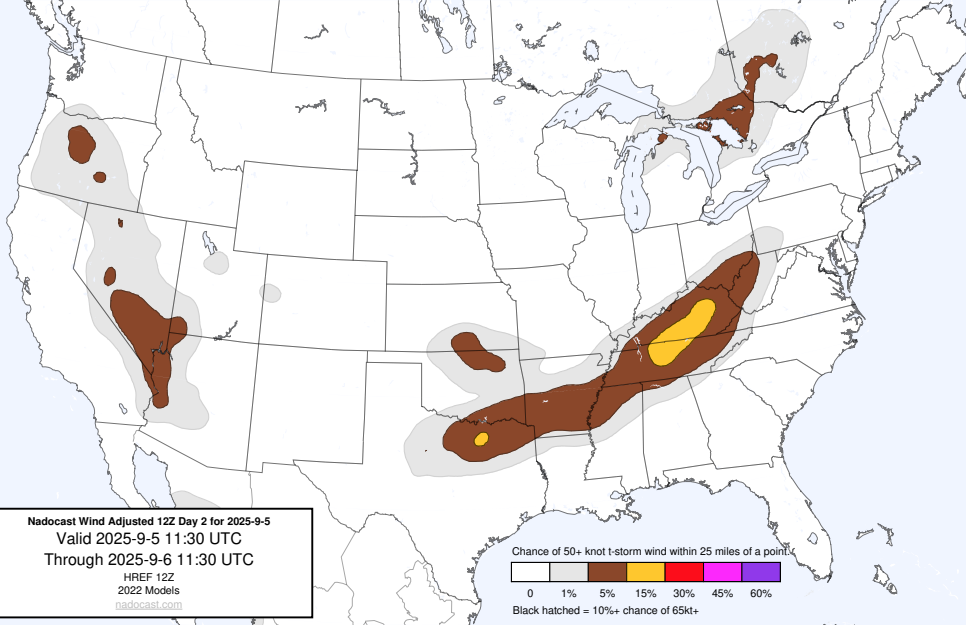 Nadocast Wind Adjusted 12Z Day 2 for 2025-9-5
Valid 2025-9-5 11:30 UTC
Through 2025-9-6 11:30 UTC
HREF 12Z
2022 Models
nadocast.com
Chance of 50+ knot t-storm wind within 25 miles of a point.
0 1% 5% 15% 30% 45% 60%
Black hatched = 10%+ chance of 65kt+